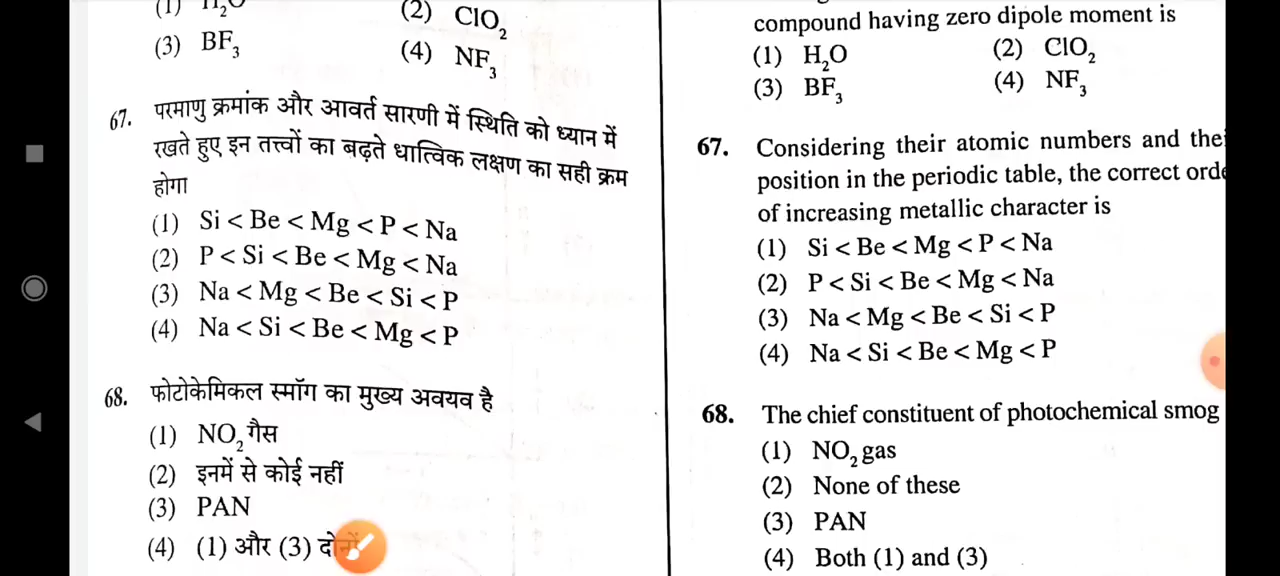 (1) H₂O
(2) ClO₂
(3) BF₃
(4) NF₃
67. परमाणु क्रमांक और आवर्त सारणी में स्थिति को ध्यान में
रखते हुए इन तत्त्वों का बढ़ते धात्विक लक्षण का सही क्रम
होगा
(1) Si < Be < Mg < P < Na
(2) P < Si < Be < Mg < Na
(3) Na < Mg < Be < Si < P
(4) Na < Si < Be < Mg < P
68. फोटोकेमिकल स्मॉग का मुख्य अवयव है
(1) NO₂ गैस
(2) इनमें से कोई नहीं
(3) PAN
(4) (1) और (3) दोनों
compound having zero dipole moment is
(1) H₂O
(2) ClO₂
(3) BF₃
(4) NF₃
67. Considering their atomic numbers and thei
position in the periodic table, the correct orde
of increasing metallic character is
(1) Si < Be < Mg < P < Na
(2) P < Si < Be < Mg < Na
(3) Na < Mg < Be < Si < P
(4) Na < Si < Be < Mg < P
68. The chief constituent of photochemical smog
(1) NO₂ gas
(2) None of these
(3) PAN
(4) Both (1) and (3)